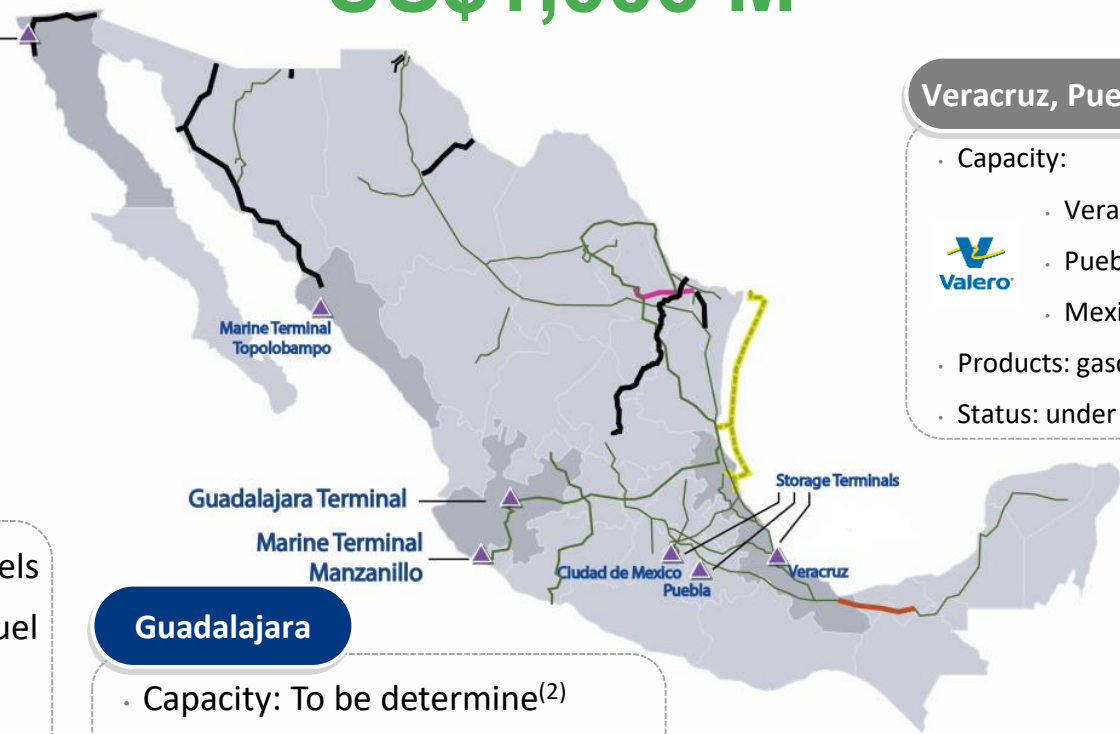 Veracruz, Pue
· Capacity:
· Vera
· Pueb
· Mexi
Valero
· Products: gaso
· Status: under
Marine Terminal
Topolobampo
Storage Terminals
Guadalajara Terminal
Marine Terminal
Manzanillo
Ciudad de Mexico
Puebla
Veracruz
els
uel
Guadalajara
· Capacity: To be determine(2)